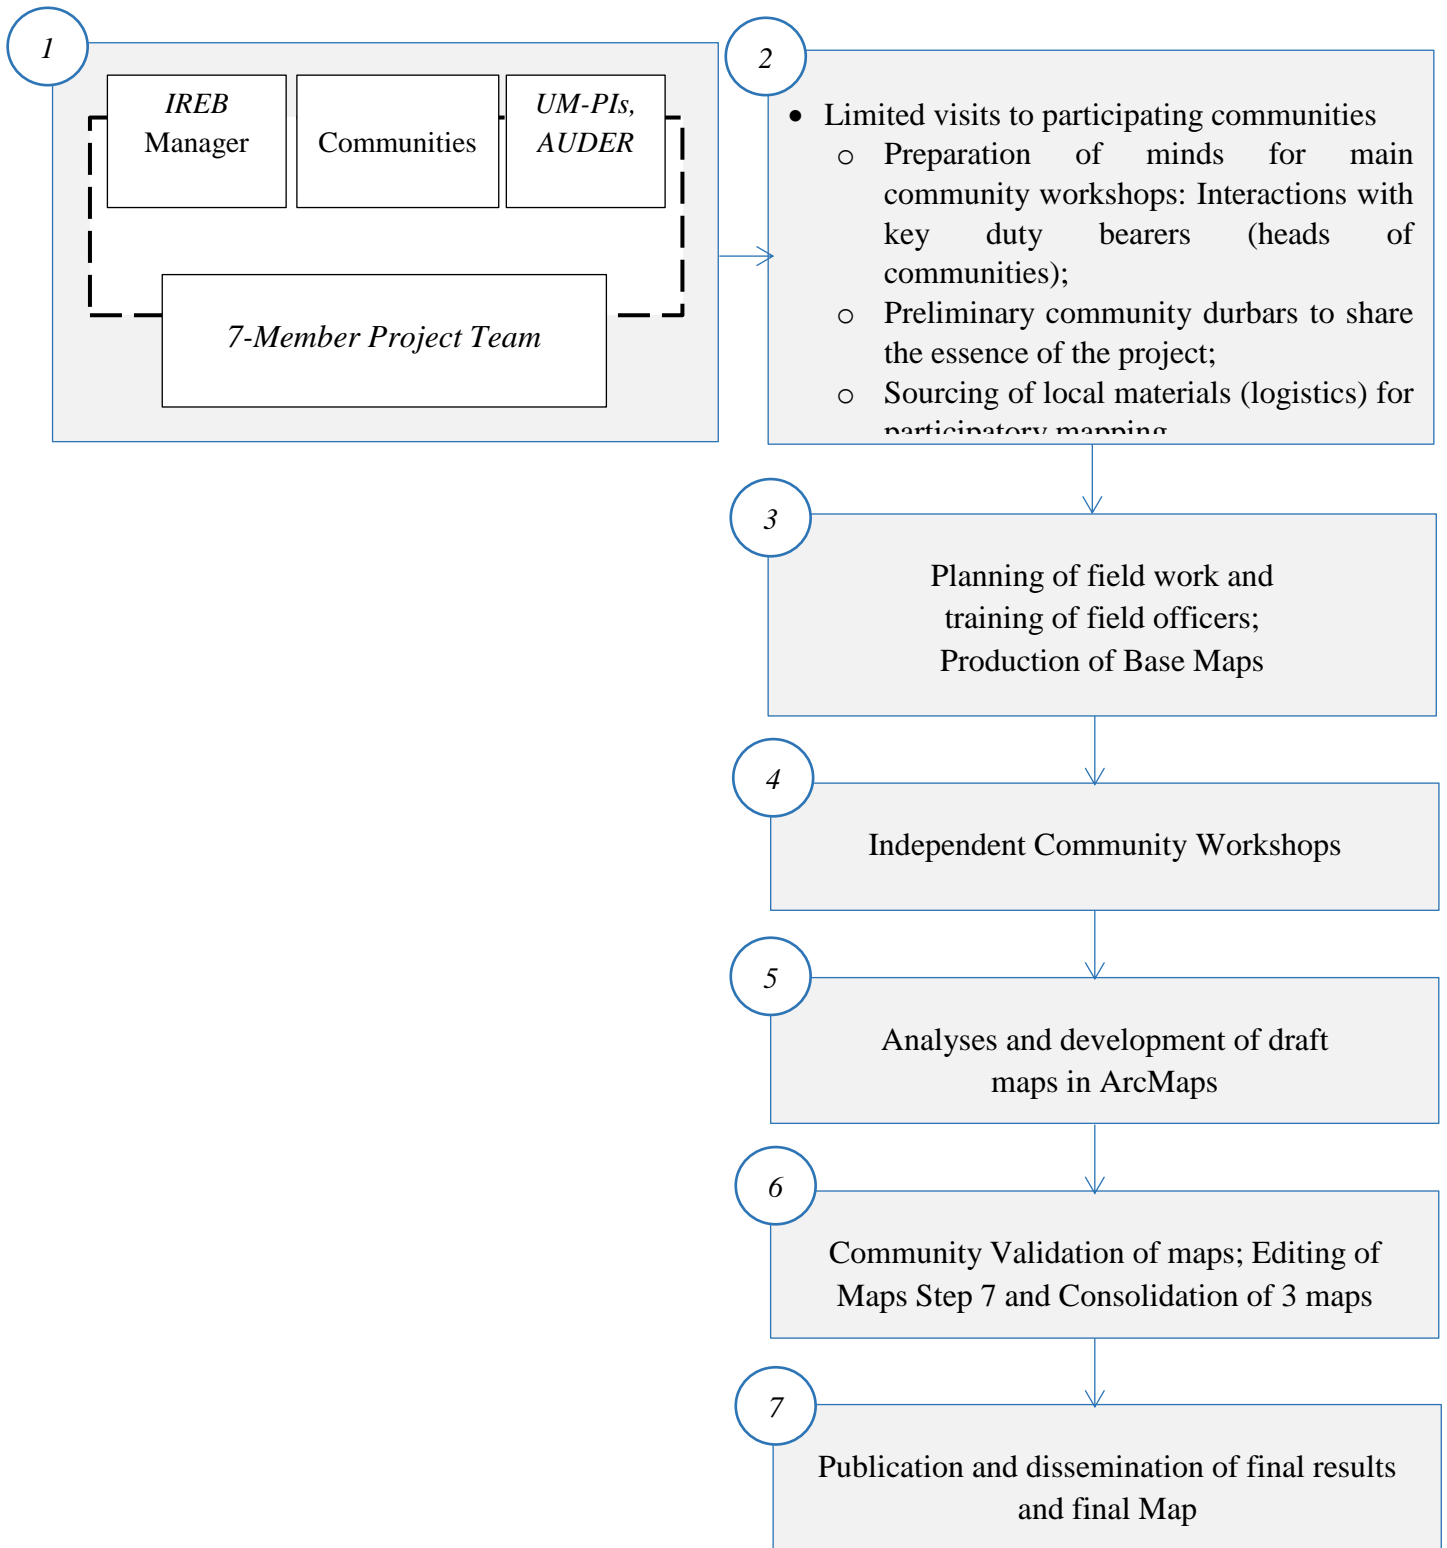 1
IREB
Manager
Communities
UM-PIs,
AUDER
7-Member Project Team
2
• Limited visits to participating communities
o Preparation of minds for main
community workshops: Interactions with
key duty bearers (heads of
communities);
o Preliminary community durbars to share
the essence of the project;
o Sourcing of local materials (logistics) for
participatory mapping
3
Planning of field work and
training of field officers;
Production of Base Maps
4
Independent Community Workshops
5
Analyses and development of draft
maps in ArcMaps
6
Community Validation of maps; Editing of
Maps Step 7 and Consolidation of 3 maps
7
Publication and dissemination of final results
and final Map